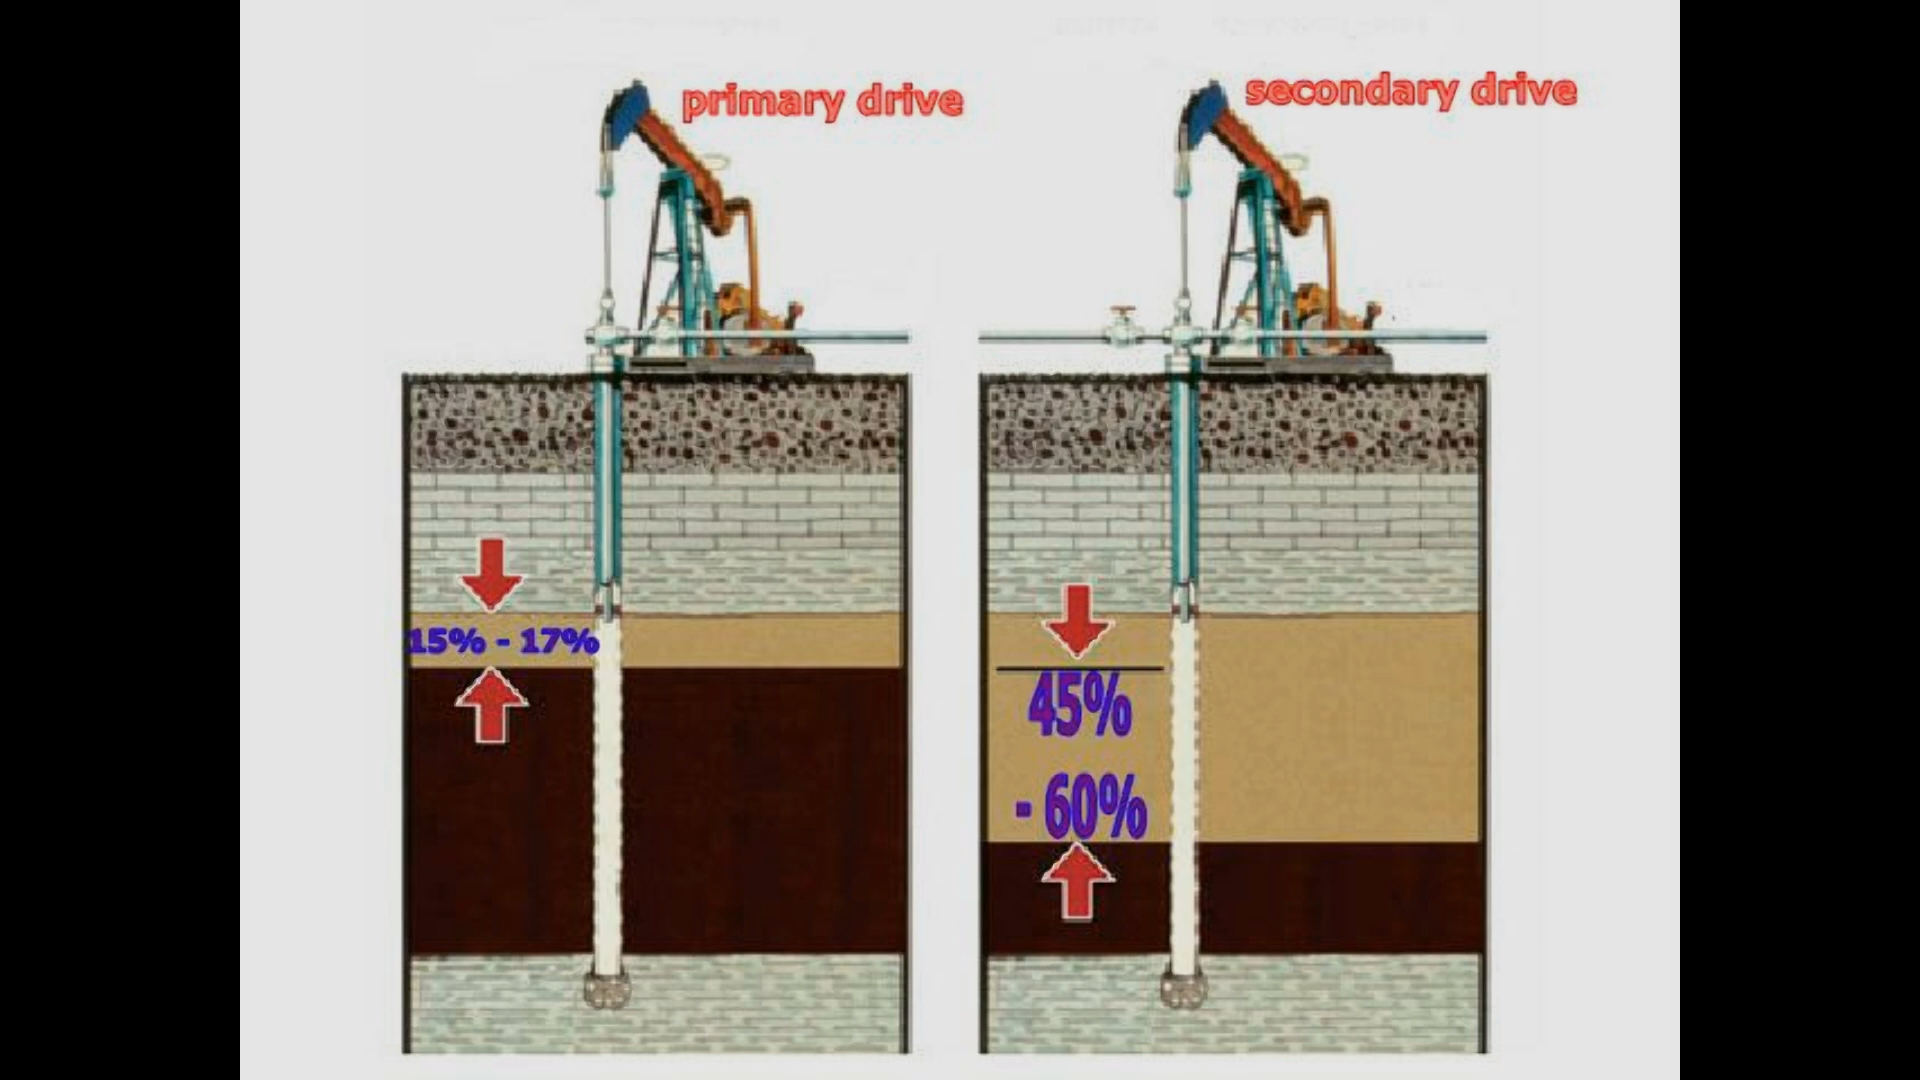 primary drive
secondary drive
15% - 17%
45%
- 60%